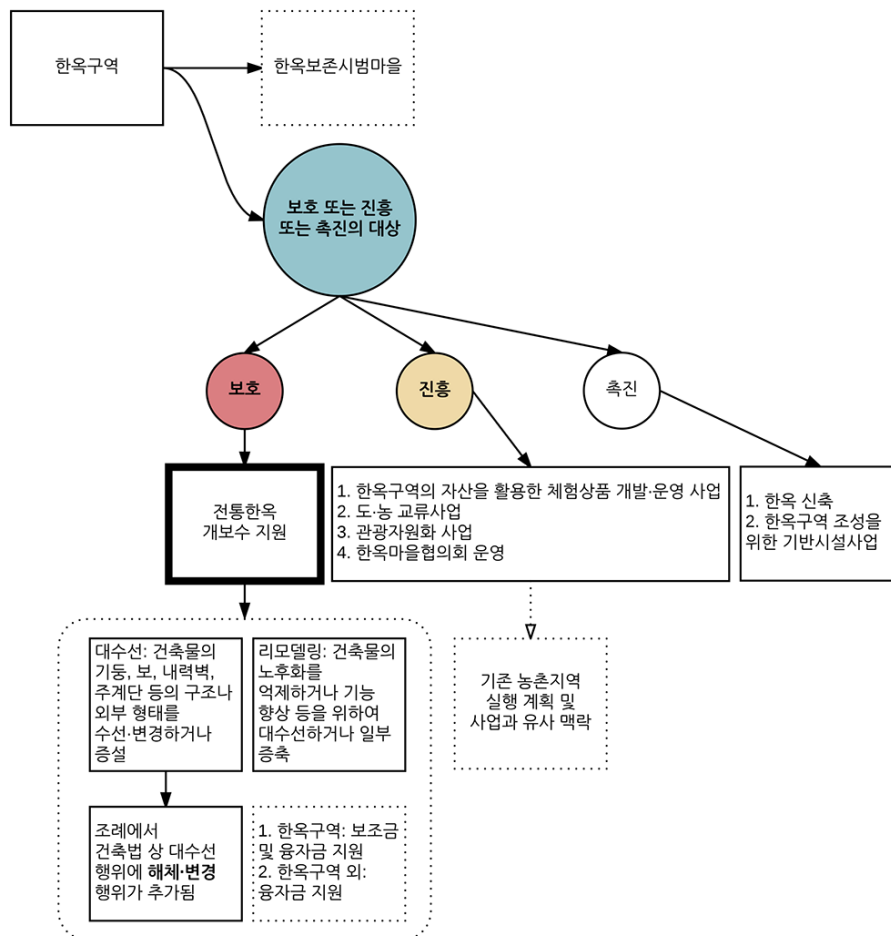 한옥구역
한옥보존시범마을
보호 또는 진흥
또는 촉진의 대상
보호
진흥
촉진
전통한옥
개보수 지원
1. 한옥구역의 자산을 활용한 체험상품 개발·운영 사업
2. 도·농 교류사업
3. 관광자원화 사업
4. 한옥마을협의회 운영
1. 한옥 신축
2. 한옥구역 조성을
위한 기반시설사업
대수선: 건축물의
기둥, 보, 내력벽,
주계단 등의 구조나
외부 형태를
수선·변경하거나
증설
리모델링: 건축물의
노후화를
억제하거나 기능
향상 등을 위하여
대수선하거나 일부
증축
기존 농촌지역
실행 계획 및
사업과 유사 맥락
조례에서
건축법 상 대수선
행위에 해체·변경
행위가 추가됨
1. 한옥구역: 보조금
및 융자금 지원
2. 한옥구역 외:
융자금 지원